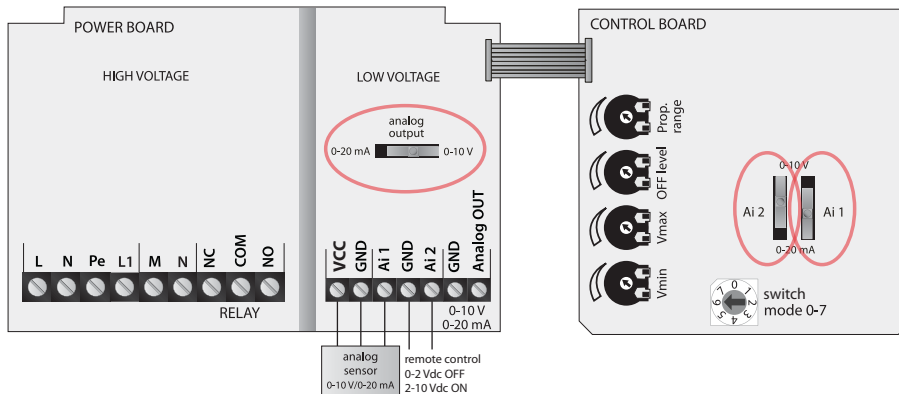 POWER BOARD
HIGH VOLTAGE
LOW VOLTAGE
analog
output
0-20 mA
0-10 V
L N Pe L1 M N NC COM NO
RELAY
VCC GND Ai 1 GND Ai 2 GND Analog OUT
0-10 V
0-20 mA
analog
sensor
0-10 V/0-20 mA
remote control
0-2 Vdc OFF
2-10 Vdc ON
CONTROL BOARD
Prop.
range
OFF level
Vmax
Vmin
0-10 V
Ai 2
Ai 1
0-20 mA
0 1 2 3 4 5 6 7
switch
mode 0-7